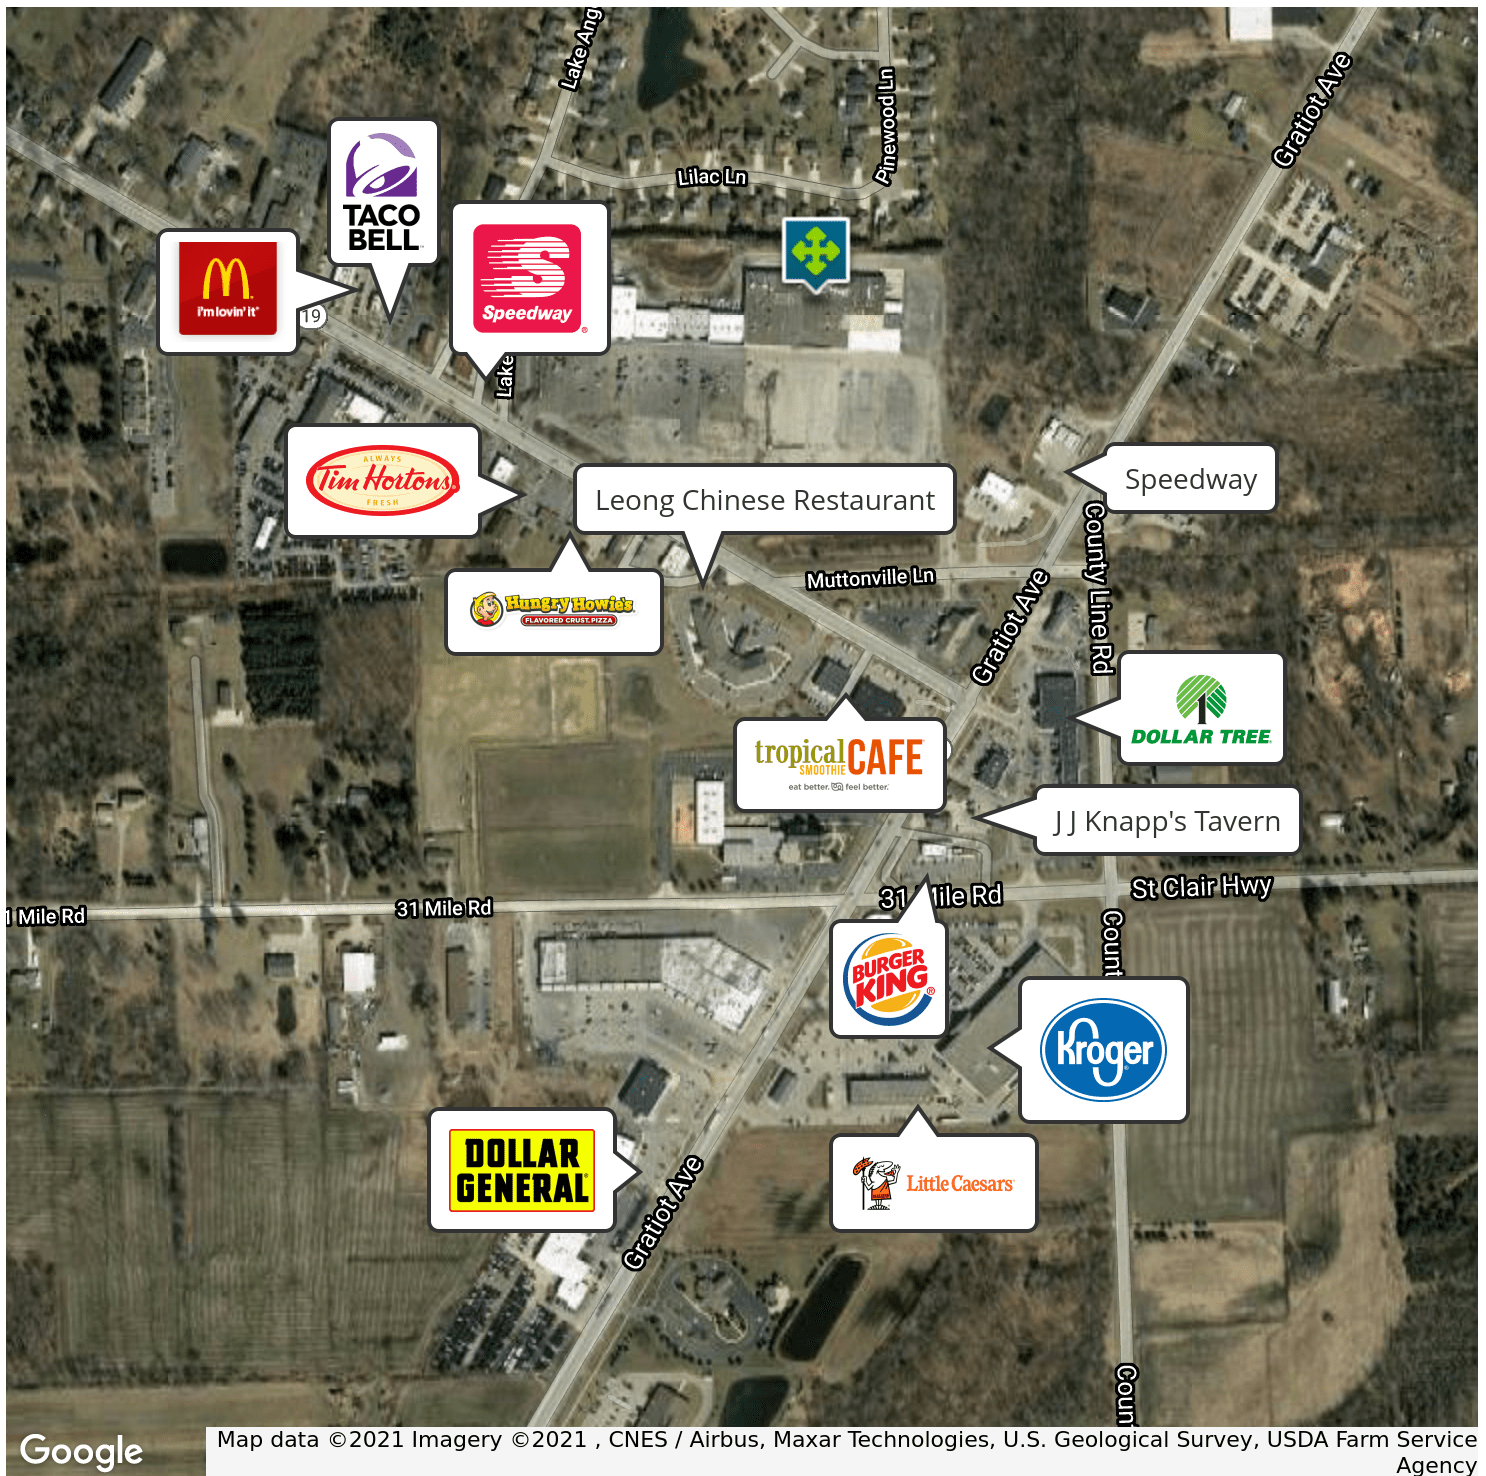 Lake Ang
Pinewood Ln
Gratiot Ave
Lilac Ln
TACO
BELL
i'm lovin' it
19
Speedway
Lake
ALWAYS
Tim Hortons
FRESH
Leong Chinese Restaurant
Speedway
County Line Rd
Muttonville Ln
Gratiot Ave
Hungry Howie's
FLAVORED CRUST. PIZZA
DOLLAR TREE
tropical
SMOOTHIE
CAFE
eat better. feel better.
J J Knapp's Tavern
31 Mile Rd
St Clair Hwy
31 Mile Rd
1 Mile Rd
Count
BURGER
KING
Kroger
DOLLAR
GENERAL
Little Caesars
Gratiot Ave
Coun
Google
Map data ©2021 Imagery ©2021 , CNES / Airbus, Maxar Technologies, U.S. Geological Survey, USDA Farm Service
Agency